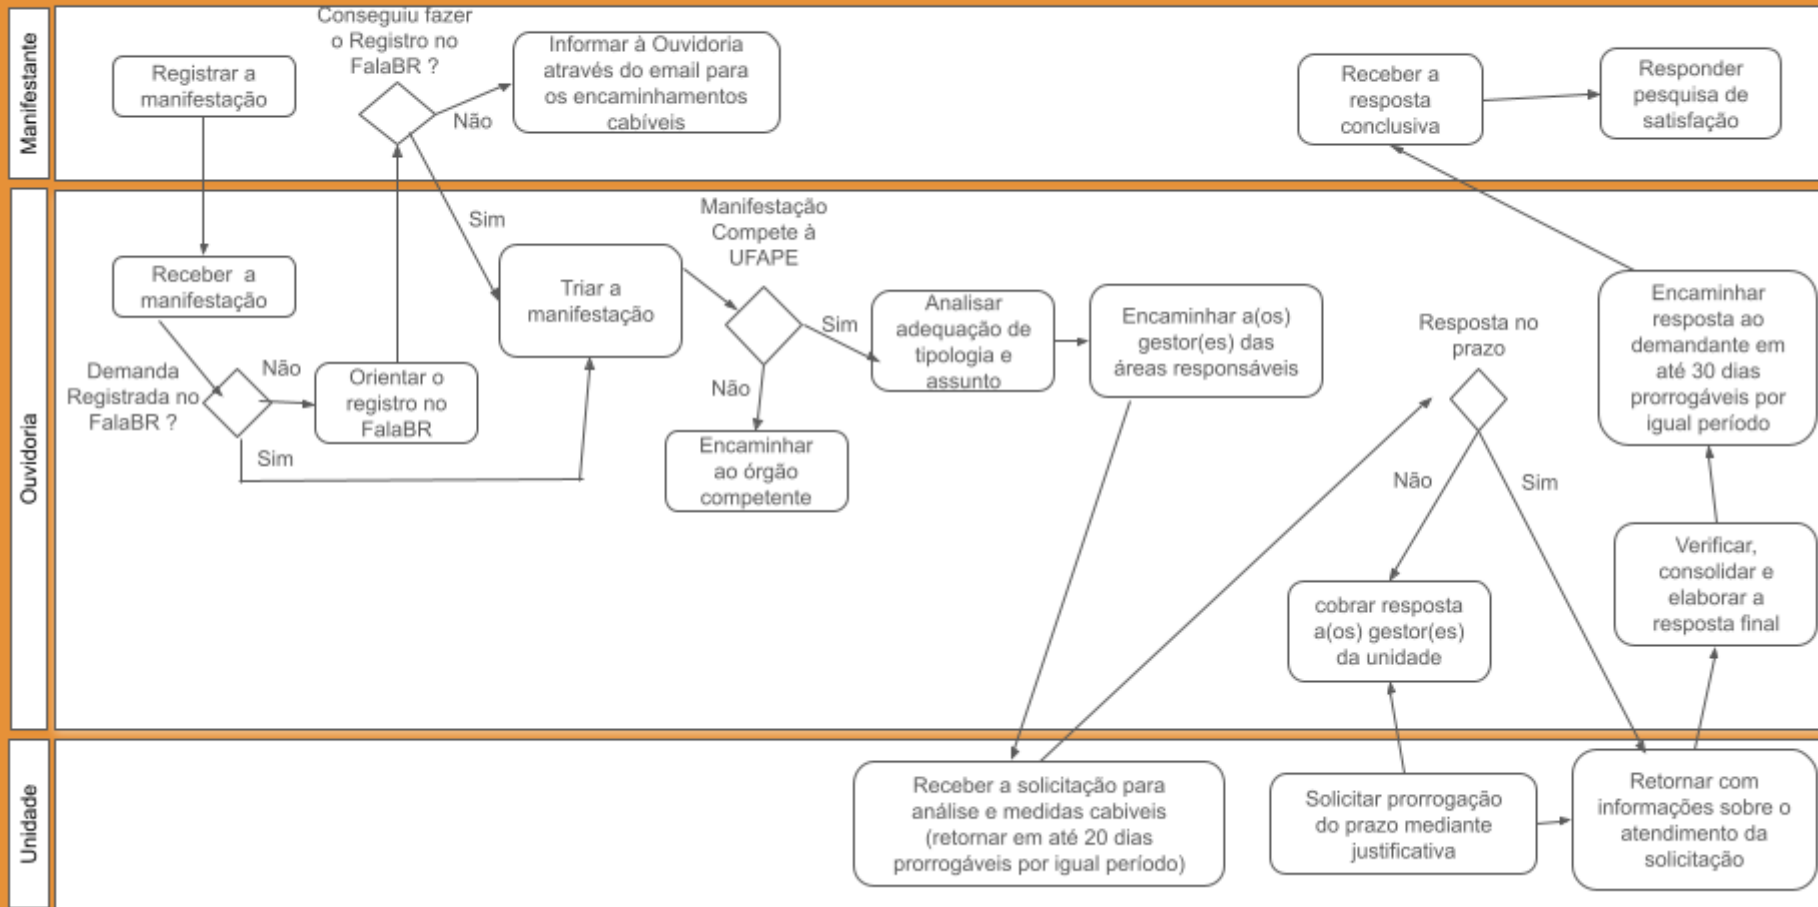 Manifestante
Registrar a
manifestação
Conseguiu fazer
o Registro no
FalaBR ?
Não
Informar à Ouvidoria
através do email para
os encaminhamentos
cabíveis
Receber a
resposta
conclusiva
Responder
pesquisa de
satisfação
Ouvidoria
Receber a
manifestação
Demanda
Registrada no
FalaBR ?
Não
Sim
Orientar o
registro no
FalaBR
Sim
Triar a
manifestação
Manifestação
Compete à
UFAPE
Sim
Não
Encaminhar
ao órgão
competente
Analisar
adequação de
tipologia e
assunto
Encaminhar a(os)
gestor(es) das
áreas responsáveis
Resposta no
prazo
Não
Sim
cobrar resposta
a(os) gestor(es)
da unidade
Encaminhar
resposta ao
demandante em
até 30 dias
prorrogáveis por
igual período
Verificar,
consolidar e
elaborar a
resposta final
Unidade
Receber a solicitação para
análise e medidas cabiveis
(retornar em até 20 dias
prorrogáveis por igual período)
Solicitar prorrogação
do prazo mediante
justificativa
Retornar com
informações sobre o
atendimento da
solicitação